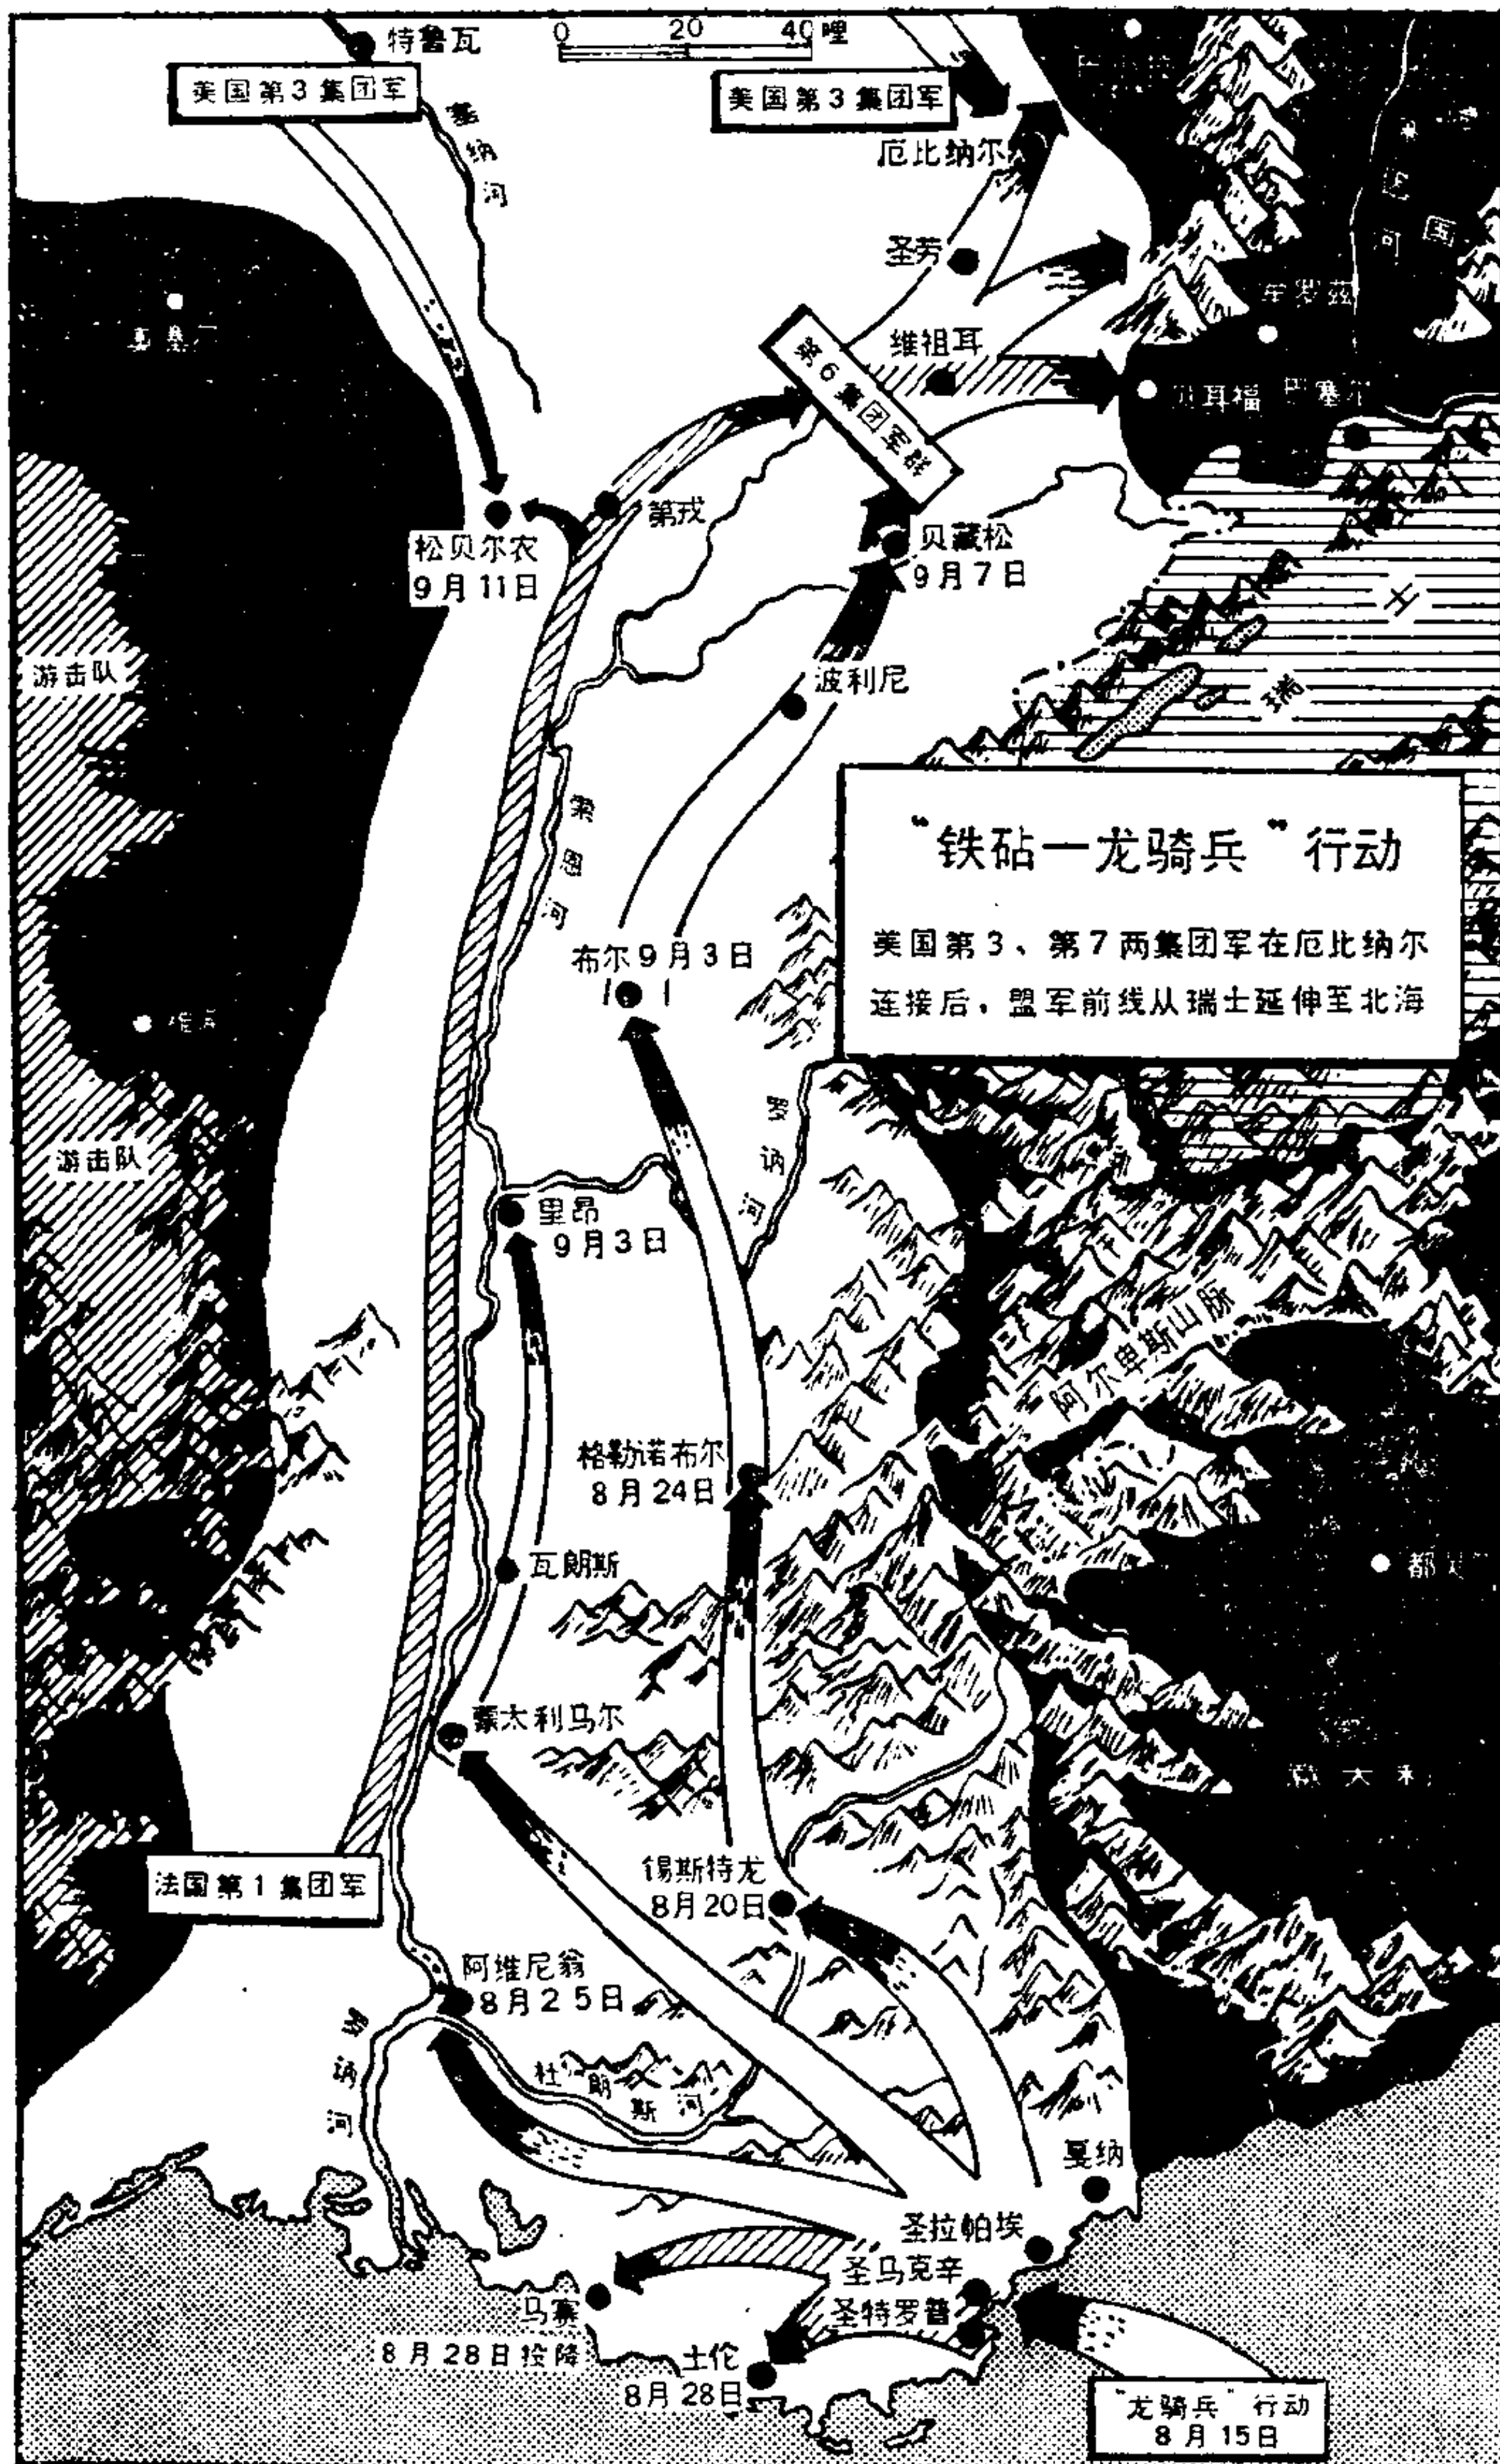 特鲁瓦
0 20 40 哩
美国第3集团军
美国第3集团军
塞纳河
厄比纳尔
圣劳
维祖耳
第6集团军群
贝耳福
巴塞尔
第戎
松贝尔农
9月11日
贝藏松
9月7日
游击队
波利尼
瑞士
索恩河
“铁砧—龙骑兵”行动
美国第3、第7两集团军在厄比纳尔
连接后,盟军前线从瑞士延伸至北海
布尔9月3日
罗讷河
游击队
里昂
9月3日
阿尔卑斯山脉
格勒诺布尔
8月24日
瓦朗斯
蒙太利马尔
意大利
锡斯特龙
8月20日
法国第1集团军
阿维尼翁
8月25日
罗讷河
杜朗斯河
戛纳
圣拉帕埃
圣马克辛
圣特罗普
马赛
8月28日投降
土伦
8月28日
“龙骑兵”行动
8月15日